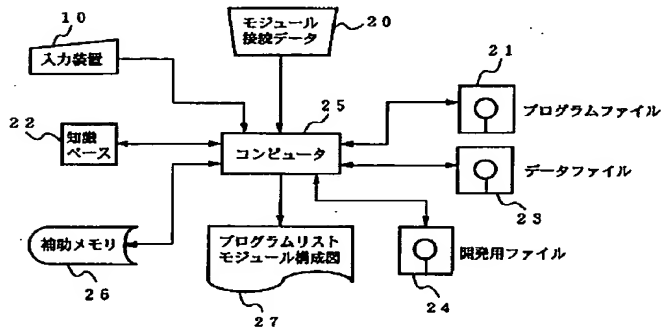 10
入力装置
モジュール
接続データ
20
21
プログラムファイル
22
知識
ベース
25
コンピュータ
データファイル
23
補助メモリ
26
プログラムリスト
モジュール構成図
27
開発用ファイル
24